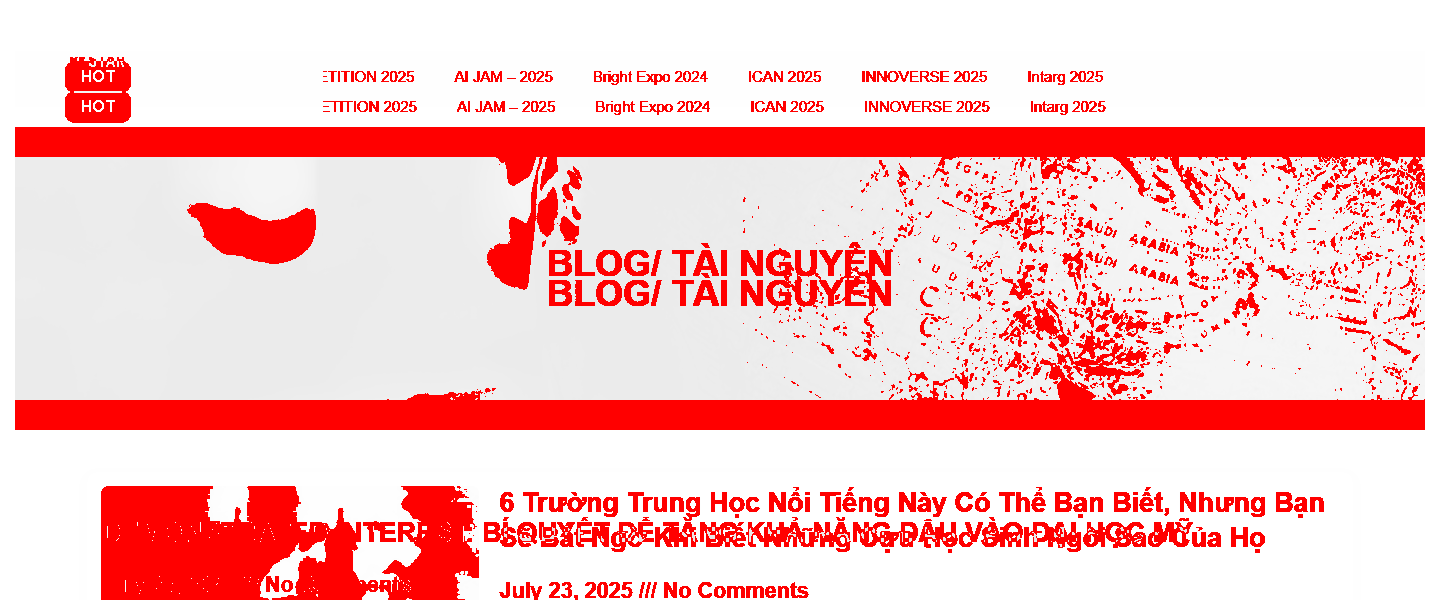 HOT
ETITION 2025 AI JAM – 2025 Bright Expo 2024 ICAN 2025 INNOVERSE 2025 Intarg 2025
HOT
ETITION 2025 AI JAM – 2025 Bright Expo 2024 ICAN 2025 INNOVERSE 2025 Intarg 2025
BLOG/ TÀI NGUYÊN
BLOG/ TÀI NGUYÊN
SAUDI ARABIA
SAUDI ARABIA
6 Trường Trung Học Nổi Tiếng Này Có Thể Bạn Biết, Nhưng Bạn
BÍ QUYẾT ĐỂ TĂNG KHẢ NĂNG ĐẬU VÀO ĐẠI HỌC MỸ
Sẽ Bất Ngờ Khi Biết Những Cựu Học Sinh Ngôi Sao Của Họ
No
July 23, 2025 /// No Comments